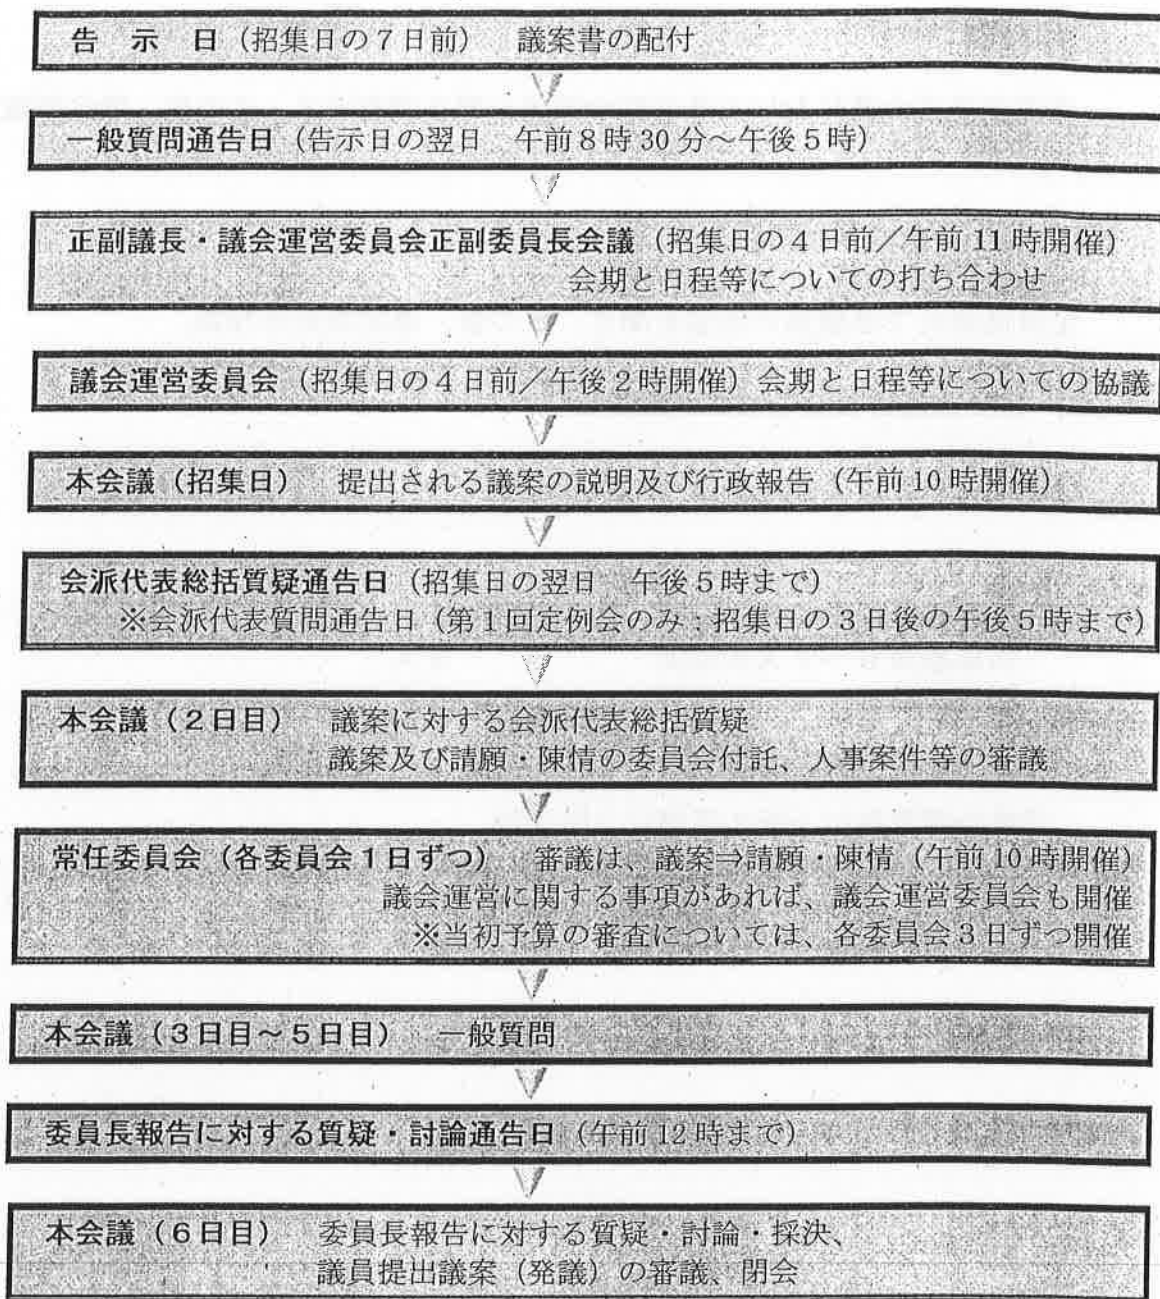 告 示 日（招集日の７日前） 議案書の配付
一般質問通告日（告示日の翌日 午前８時30分～午後５時）
正副議長・議会運営委員会正副委員長会議（招集日の４日前／午前11時開催）
会期と日程等についての打ち合わせ
議会運営委員会（招集日の４日前／午後２時開催）会期と日程等についての協議
本会議（招集日） 提出される議案の説明及び行政報告（午前10時開催）
会派代表総括質疑通告日（招集日の翌日 午後５時まで）
※会派代表質問通告日（第１回定例会のみ：招集日の３日後の午後５時まで）
本会議（２日目） 議案に対する会派代表総括質疑
議案及び請願・陳情の委員会付託、人事案件等の審議
常任委員会（各委員会１日ずつ） 審議は、議案⇒請願・陳情（午前10時開催）
議会運営に関する事項があれば、議会運営委員会も開催
※当初予算の審査については、各委員会３日ずつ開催
本会議（３日目～５日目） 一般質問
委員長報告に対する質疑・討論通告日（午前12時まで）
本会議（６日目） 委員長報告に対する質疑・討論・採決、
議員提出議案（発議）の審議、閉会